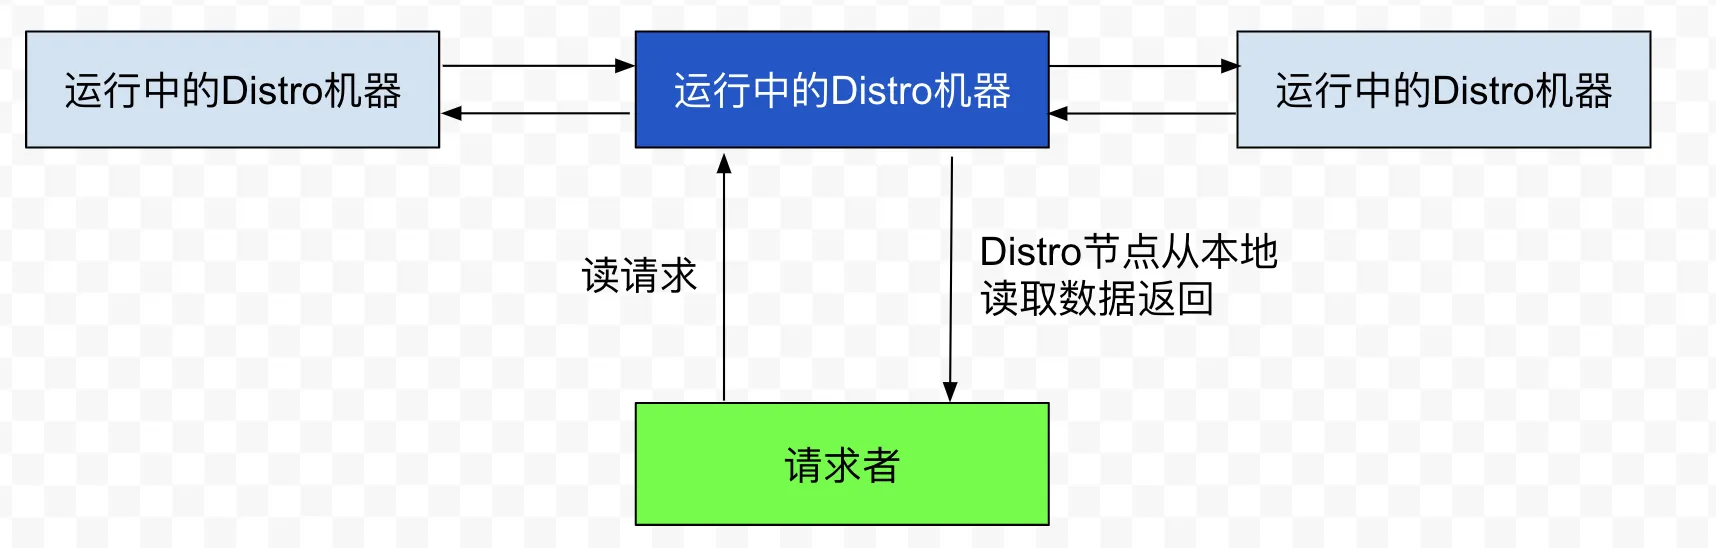 运行中的Distro机器
运行中的Distro机器
运行中的Distro机器
读请求
Distro节点从本地
读取数据返回
请求者